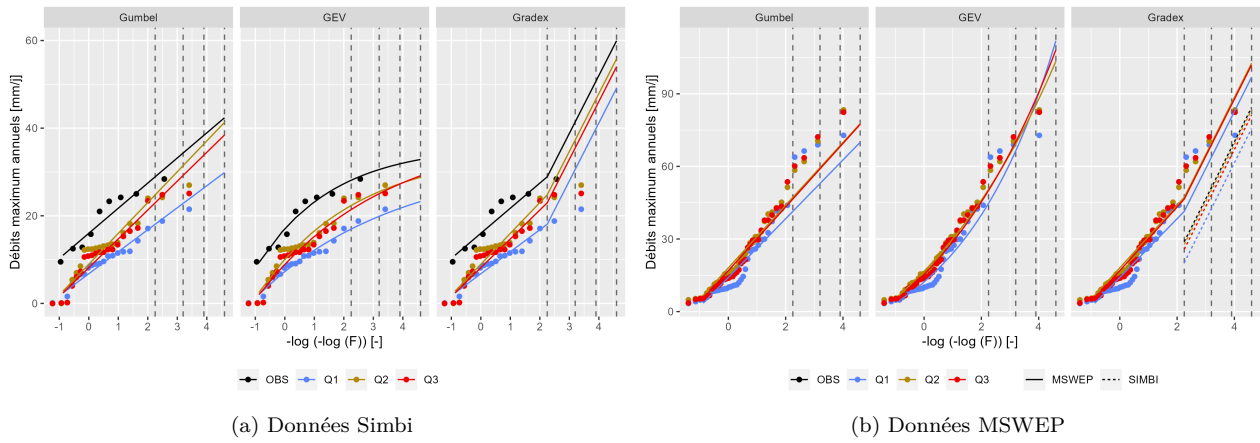 Gumbel GEV Gradex
Débits maximum annuels [mm/j]
60
40
20
0
-1 0 1 2 3 4 -1 0 1 2 3 4 -1 0 1 2 3 4
-log (-log (F)) [-]
OBS Q1 Q2 Q3
(a) Données Simbi
Gumbel GEV Gradex
Débits maximum annuels [mm/j]
90
60
30
0
0 2 4 0 2 4 0 2 4
-log (-log (F)) [-]
OBS Q1 Q2 Q3 MSWEP SIMBI
(b) Données MSWEP